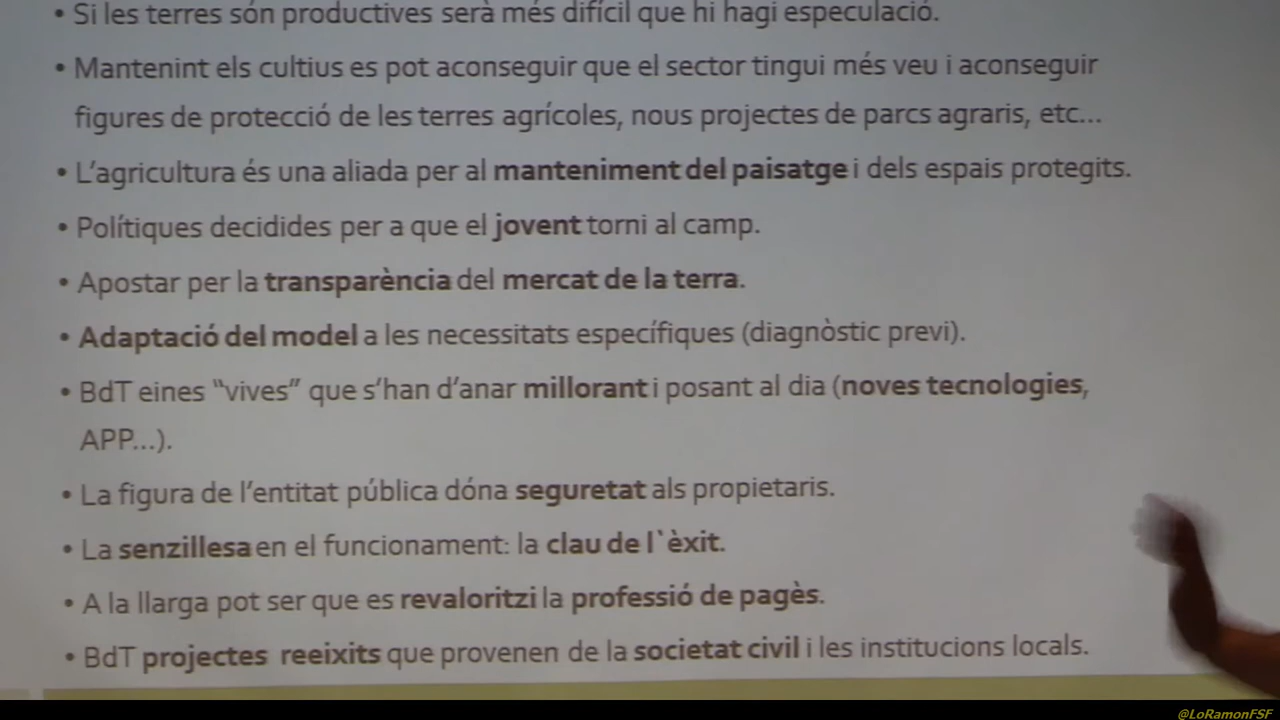 • Si les terres són productives serà més difícil que hi hagi especulació.
• Mantenint els cultius es pot aconseguir que el sector tingui més veu i aconseguir
figures de protecció de les terres agrícoles, nous projectes de parcs agraris, etc...
• L'agricultura és una aliada per al manteniment del paisatge i dels espais protegits.
• Polítiques decidides per a que el jovent torni al camp.
• Apostar per la transparència del mercat de la terra.
• Adaptació del model a les necessitats específiques (diagnòstic previ).
• BdT eines “vives” que s'han d'anar millorant i posant al dia (noves tecnologies,
APP...).
• La figura de l'entitat pública dóna seguretat als propietaris.
• La senzillesa en el funcionament: la clau de l`èxit.
• A la llarga pot ser que es revaloritzi la professió de pagès.
• BdT projectes reeixits que provenen de la societat civil i les institucions locals.
@LoRamonFSF